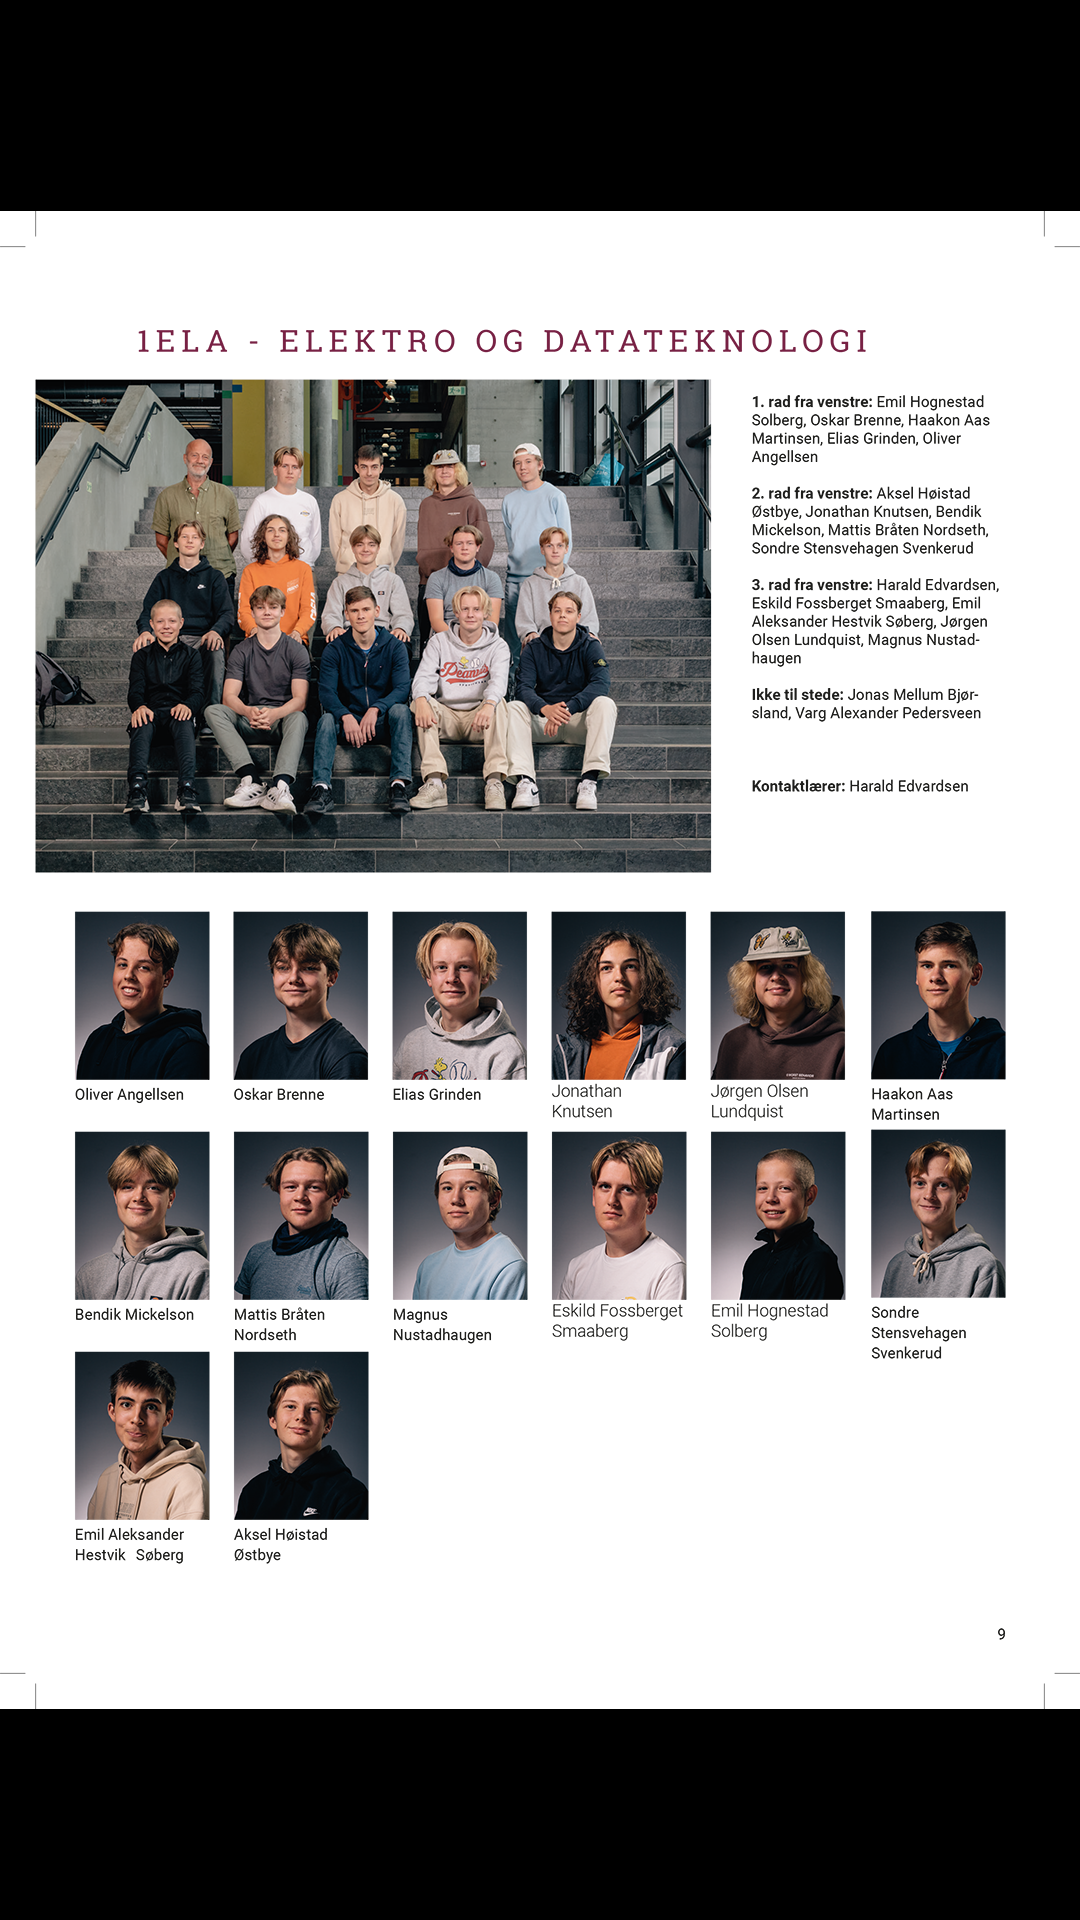 1ELA - ELEKTRO OG DATATEKNOLOGI
1. rad fra venstre: Emil Hognestad
Solberg, Oskar Brenne, Haakon Aas
Martinsen, Elias Grinden, Oliver
Angellsen
2. rad fra venstre: Aksel Høistad
Østbye, Jonathan Knutsen, Bendik
Mickelson, Mattis Bråten Nordseth,
Sondre Stensvehagen Svenkerud
3. rad fra venstre: Harald Edvardsen,
Eskild Fossberget Smaaberg, Emil
Aleksander Hestvik Søberg, Jørgen
Olsen Lundquist, Magnus Nustad-
haugen
Ikke til stede: Jonas Mellum Bjør-
sland, Varg Alexander Pedersveen
Kontaktlærer: Harald Edvardsen
Peanuts
Oliver Angellsen
Oskar Brenne
Elias Grinden
Jonathan
Knutsen
Jørgen Olsen
Lundquist
Haakon Aas
Martinsen
Bendik Mickelson
Mattis Bråten
Nordseth
Magnus
Nustadhaugen
Eskild Fossberget
Smaaberg
Emil Hognestad
Solberg
Sondre
Stensvehagen
Svenkerud
Emil Aleksander
Hestvik Søberg
Aksel Høistad
Østbye
9